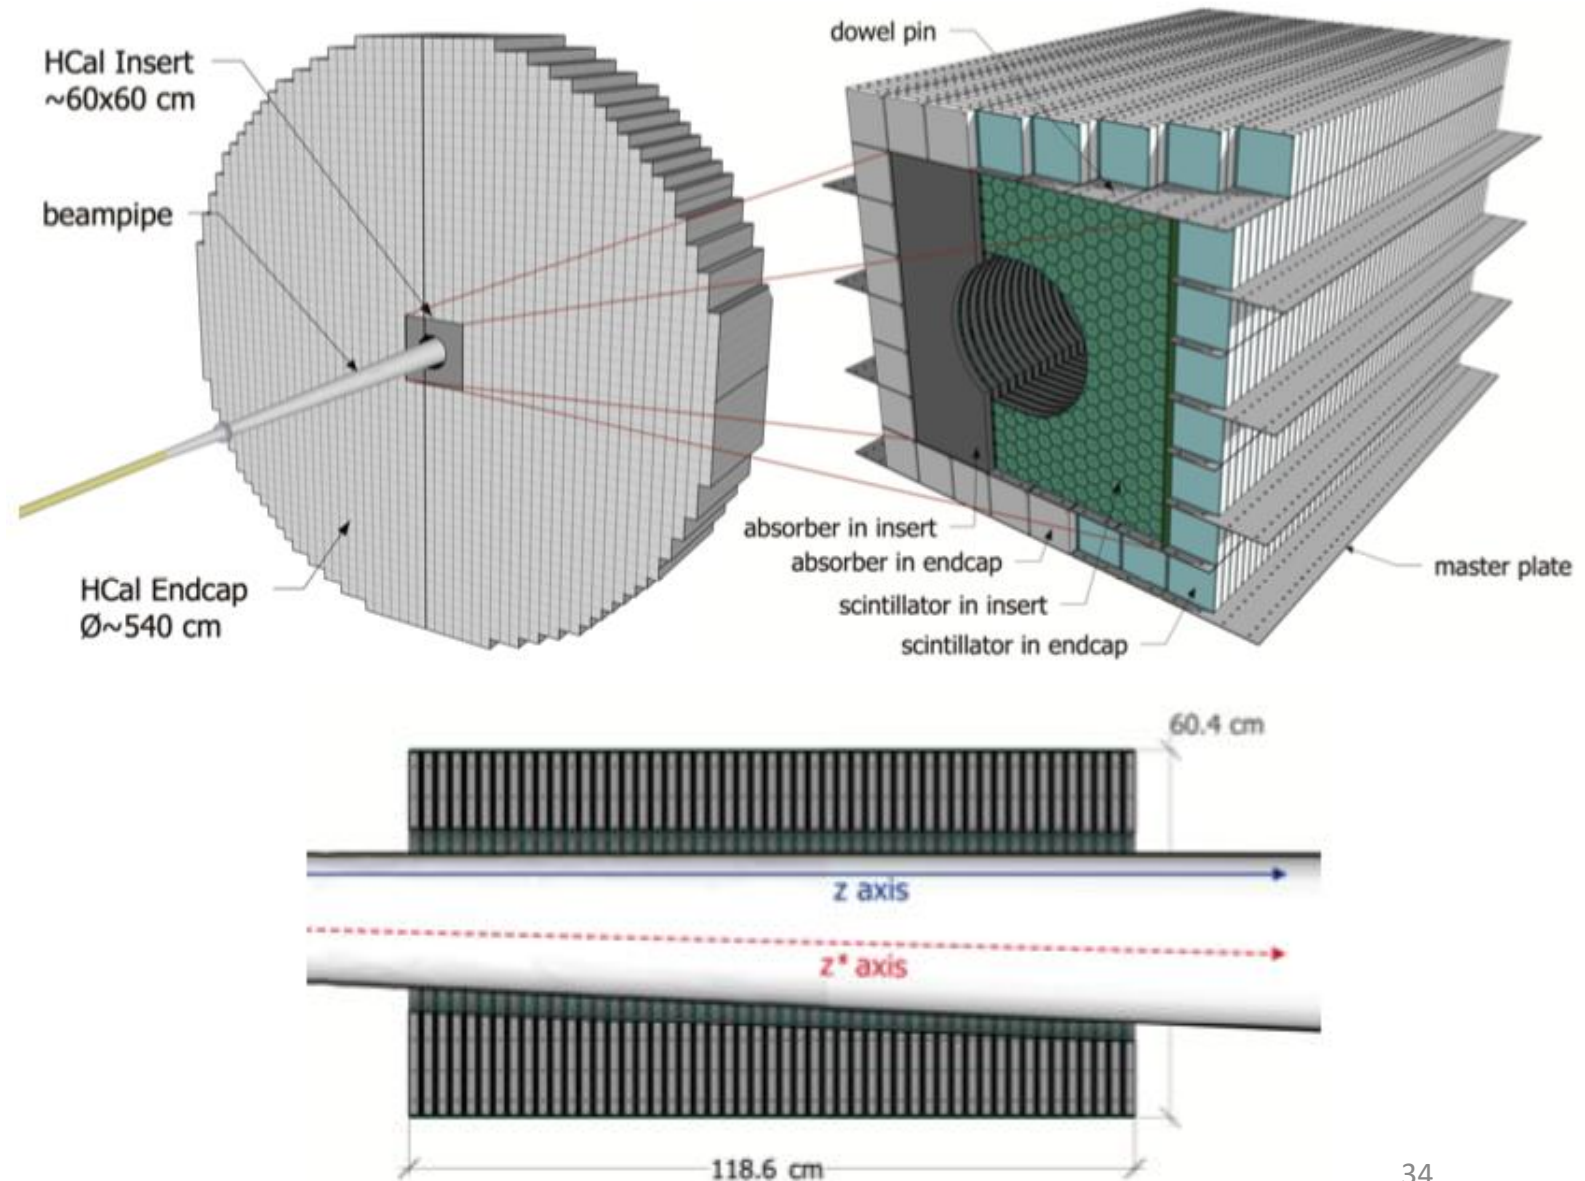 HCal Insert
~60x60 cm
beampipe
HCal Endcap
Ø~540 cm
dowel pin
absorber in insert
absorber in endcap
scintillator in insert
scintillator in endcap
master plate
60.4 cm
z axis
z* axis
118.6 cm
34